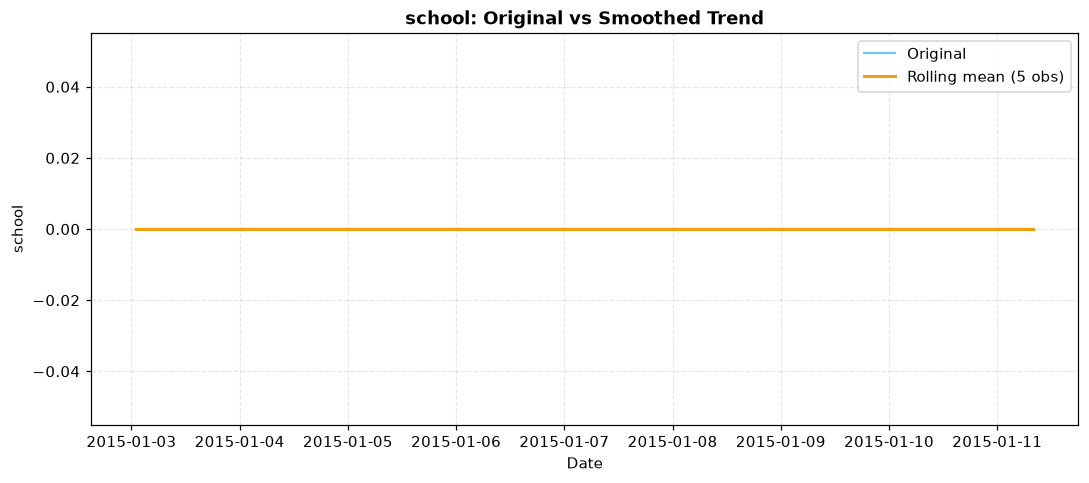 school: Original vs Smoothed Trend
Original
Rolling mean (5 obs)
0.04
0.02
0.00
−0.02
−0.04
school
2015-01-03 2015-01-04 2015-01-05 2015-01-06 2015-01-07 2015-01-08 2015-01-09 2015-01-10 2015-01-11
Date